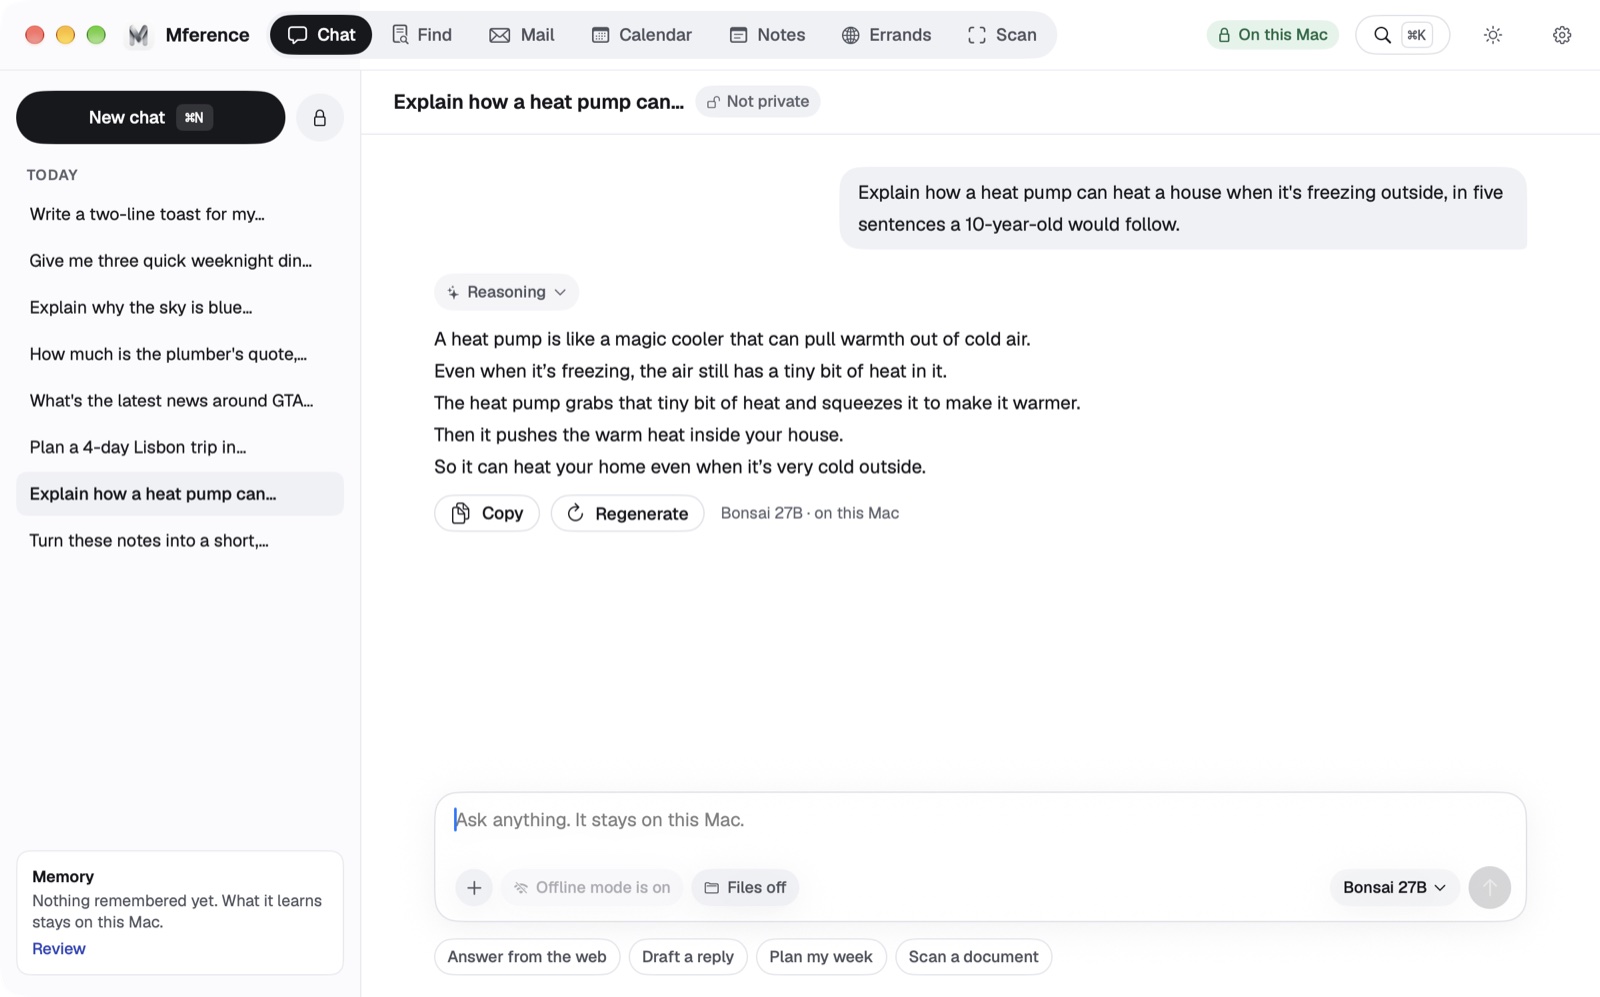 Mference
Chat
Find
Mail
Calendar
Notes
Errands
Scan
On this Mac
⌘K
New chat ⌘N
TODAY
Write a two-line toast for my...
Give me three quick weeknight din...
Explain why the sky is blue...
How much is the plumber's quote,...
What's the latest news around GTA...
Plan a 4-day Lisbon trip in...
Explain how a heat pump can...
Turn these notes into a short,...
Memory
Nothing remembered yet. What it learns
stays on this Mac.
Review
Explain how a heat pump can... Not private
Explain how a heat pump can heat a house when it's freezing outside, in five
sentences a 10-year-old would follow.
Reasoning
A heat pump is like a magic cooler that can pull warmth out of cold air.
Even when it’s freezing, the air still has a tiny bit of heat in it.
The heat pump grabs that tiny bit of heat and squeezes it to make it warmer.
Then it pushes the warm heat inside your house.
So it can heat your home even when it’s very cold outside.
Copy Regenerate Bonsai 27B · on this Mac
Ask anything. It stays on this Mac.
Offline mode is on Files off Bonsai 27B
Answer from the web Draft a reply Plan my week Scan a document